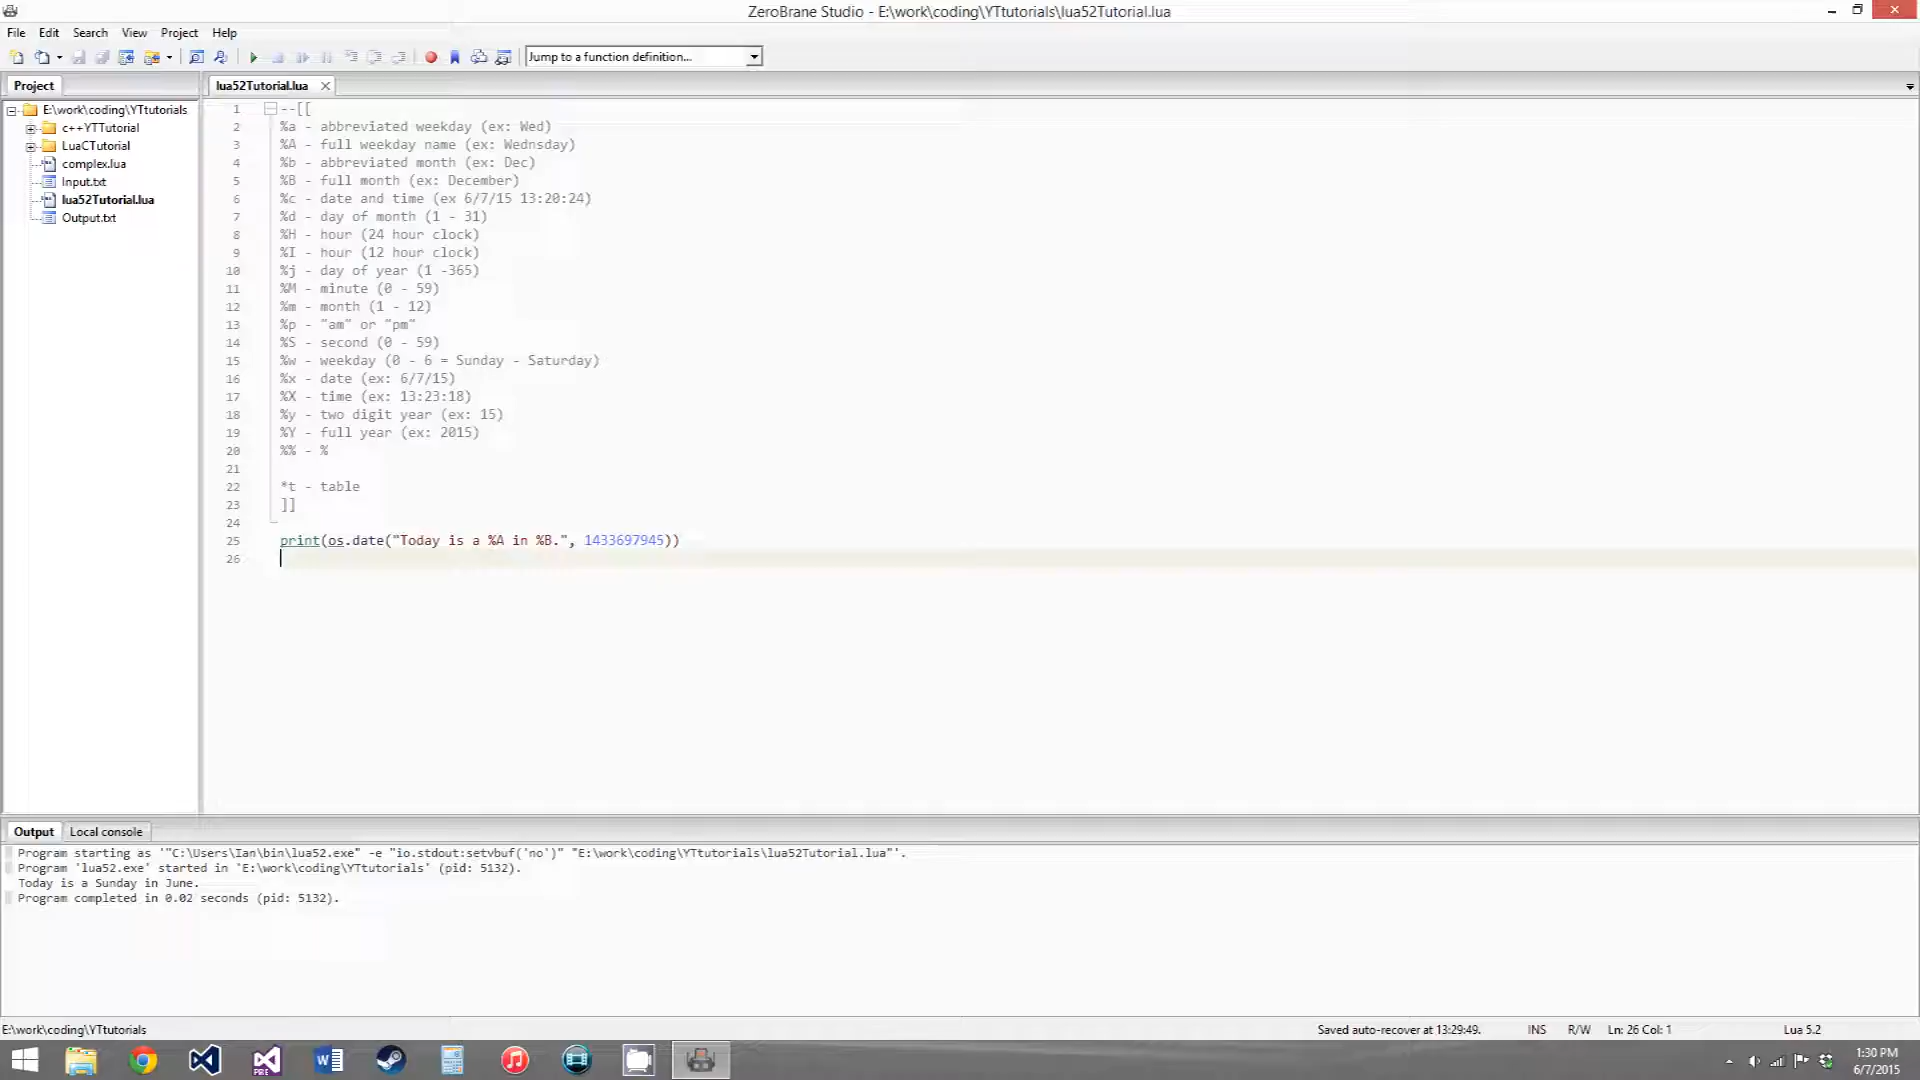 ZeroBrane Studio - E:\work\coding\YTtutorials\lua52Tutorial.lua
File Edit Search View Project Help
Jump to a function definition...
Project
lua52Tutorial.lua
E:\work\coding\YTtutorials
c++YTTutorial
LuaCTutorial
complex.lua
Input.txt
lua52Tutorial.lua
Output.txt
1 --[[
2 %a - abbreviated weekday (ex: Wed)
3 %A - full weekday name (ex: Wednsday)
4 %b - abbreviated month (ex: Dec)
5 %B - full month (ex: December)
6 %c - date and time (ex 6/7/15 13:20:24)
7 %d - day of month (1 - 31)
8 %H - hour (24 hour clock)
9 %I - hour (12 hour clock)
10 %j - day of year (1 -365)
11 %M - minute (0 - 59)
12 %m - month (1 - 12)
13 %p - "am" or "pm"
14 %S - second (0 - 59)
15 %w - weekday (0 - 6 = Sunday - Saturday)
16 %x - date (ex: 6/7/15)
17 %X - time (ex: 13:23:18)
18 %y - two digit year (ex: 15)
19 %Y - full year (ex: 2015)
20 %% - %
21
22 *t - table
23 ]]
24
25 print(os.date("Today is a %A in %B.", 1433697945))
26
Output Local console
Program starting as '"C:\Users\Ian\bin\lua52.exe" -e "io.stdout:setvbuf('no')" "E:\work\coding\YTtutorials\lua52Tutorial.lua"'.
Program 'lua52.exe' started in 'E:\work\coding\YTtutorials' (pid: 5132).
Today is a Sunday in June.
Program completed in 0.02 seconds (pid: 5132).
E:\work\coding\YTtutorials Saved auto-recover at 13:29:49. INS R/W Ln: 26 Col: 1 Lua 5.2
PRE
1:30 PM
6/7/2015